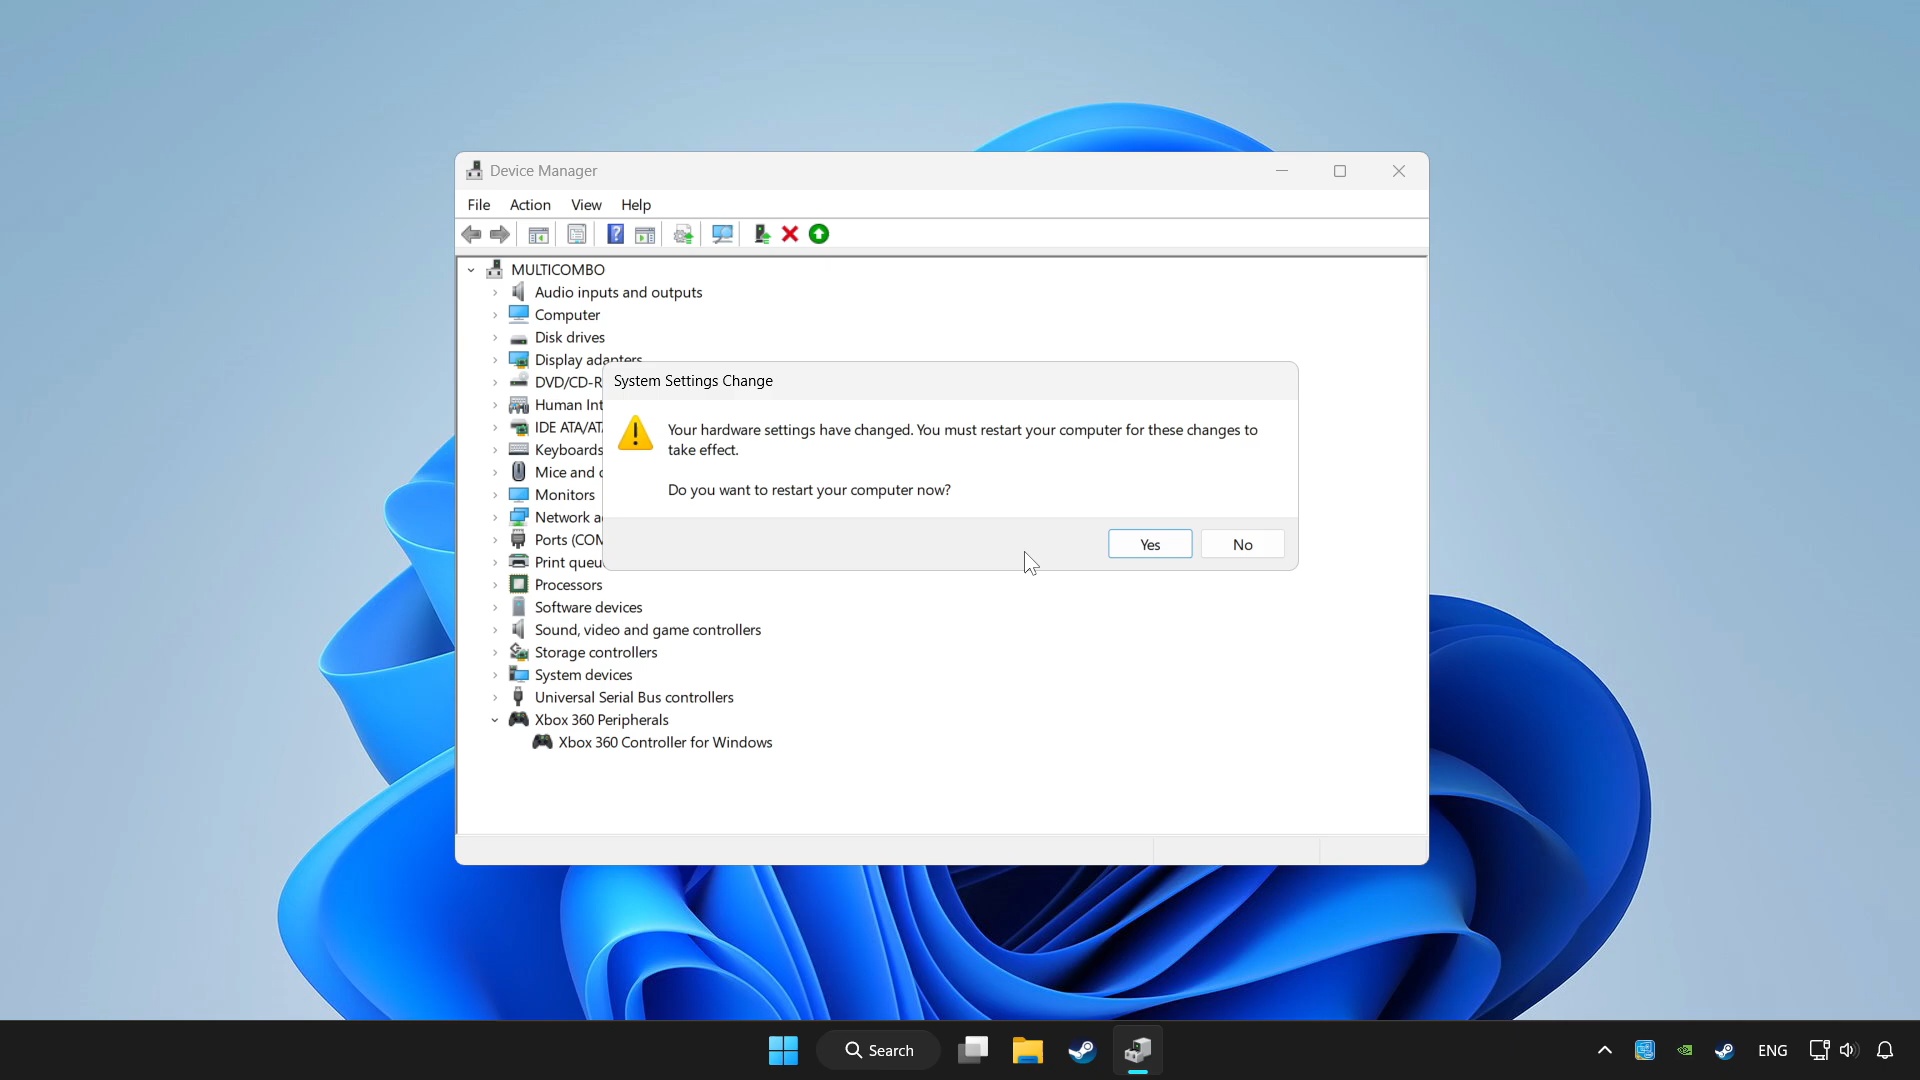 Device Manager
File Action View Help
MULTICOMBO
Audio inputs and outputs
Computer
Disk drives
Display adapters
DVD/CD-R
Human Int
IDE ATA/AT
Keyboards
Mice and
Monitors
Network a
Ports (COM
Print queu
Processors
Software devices
Sound, video and game controllers
Storage controllers
System devices
Universal Serial Bus controllers
Xbox 360 Peripherals
Xbox 360 Controller for Windows
System Settings Change
Your hardware settings have changed. You must restart your computer for these changes to
take effect.
Do you want to restart your computer now?
Yes No
Search
ENG